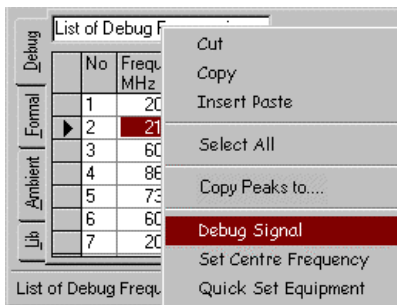 Debug
Formal
Ambient
Lib
List of Debug F
No Frequ
MHz
1 20
2 21
3 60
4 86
5 73
6 60
7 20
List of Debug Frequ
Cut
Copy
Insert Paste
Select All
Copy Peaks to....
Debug Signal
Set Centre Frequency
Quick Set Equipment